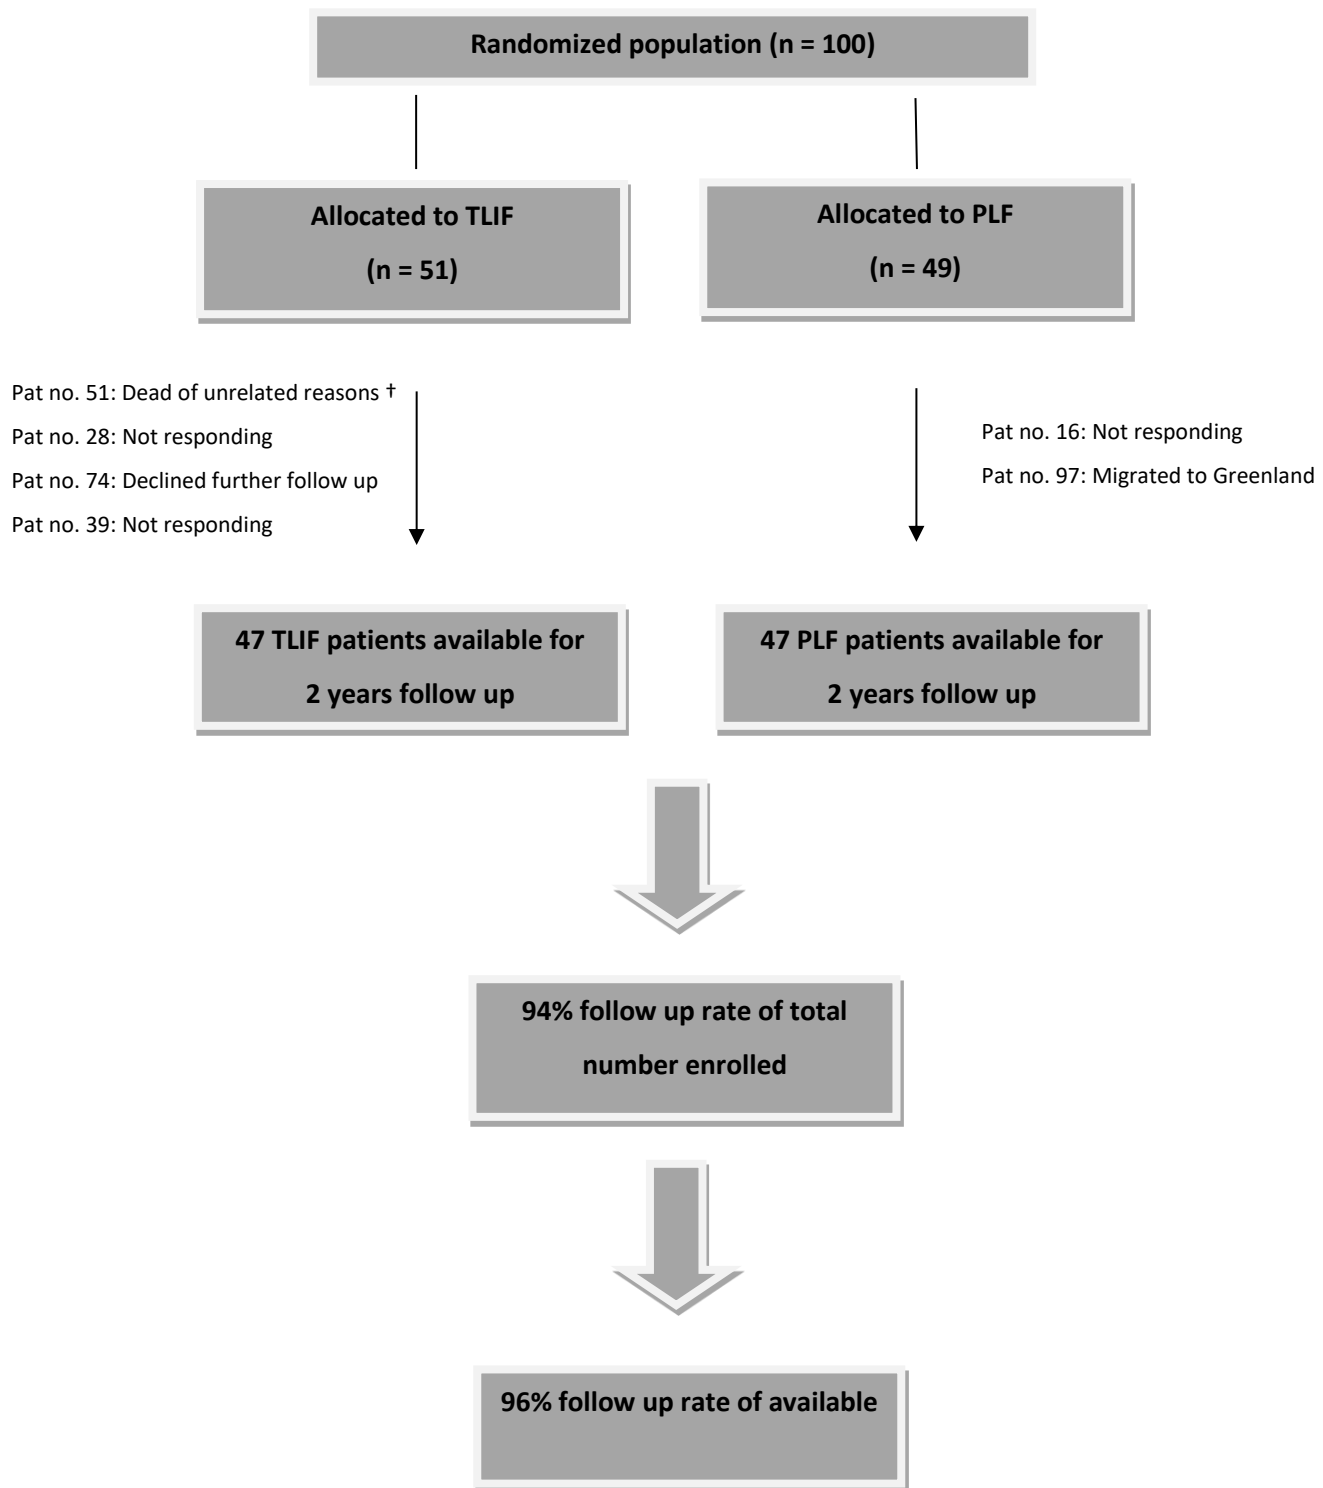 Randomized population (n = 100)
Allocated to TLIF
(n = 51)
Allocated to PLF
(n = 49)
Pat no. 51: Dead of unrelated reasons †
Pat no. 28: Not responding
Pat no. 74: Declined further follow up
Pat no. 39: Not responding
Pat no. 16: Not responding
Pat no. 97: Migrated to Greenland
47 TLIF patients available for
2 years follow up
47 PLF patients available for
2 years follow up
94% follow up rate of total
number enrolled
96% follow up rate of available